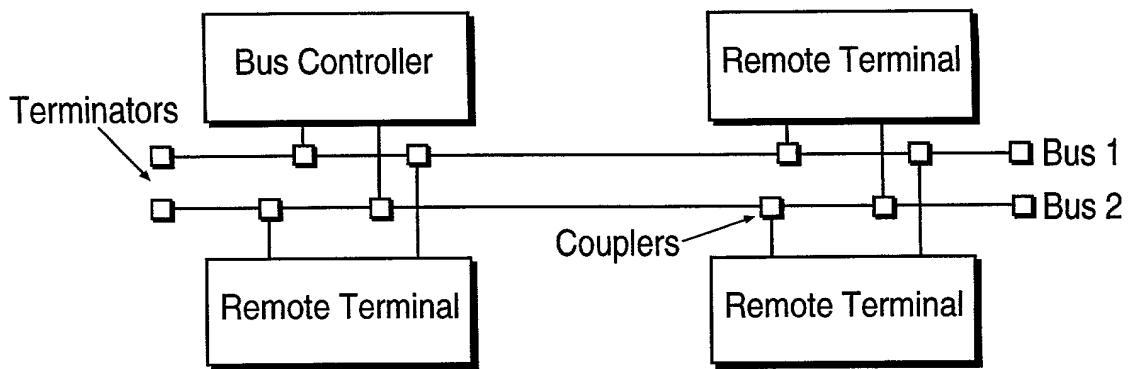 Bus Controller
Remote Terminal
Terminators
Bus 1
Bus 2
Couplers
Remote Terminal
Remote Terminal